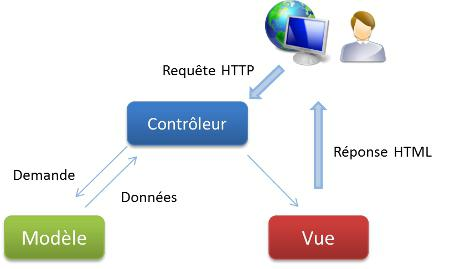 Requête HTTP
Contrôleur
Réponse HTML
Demande
Données
Modèle
Vue